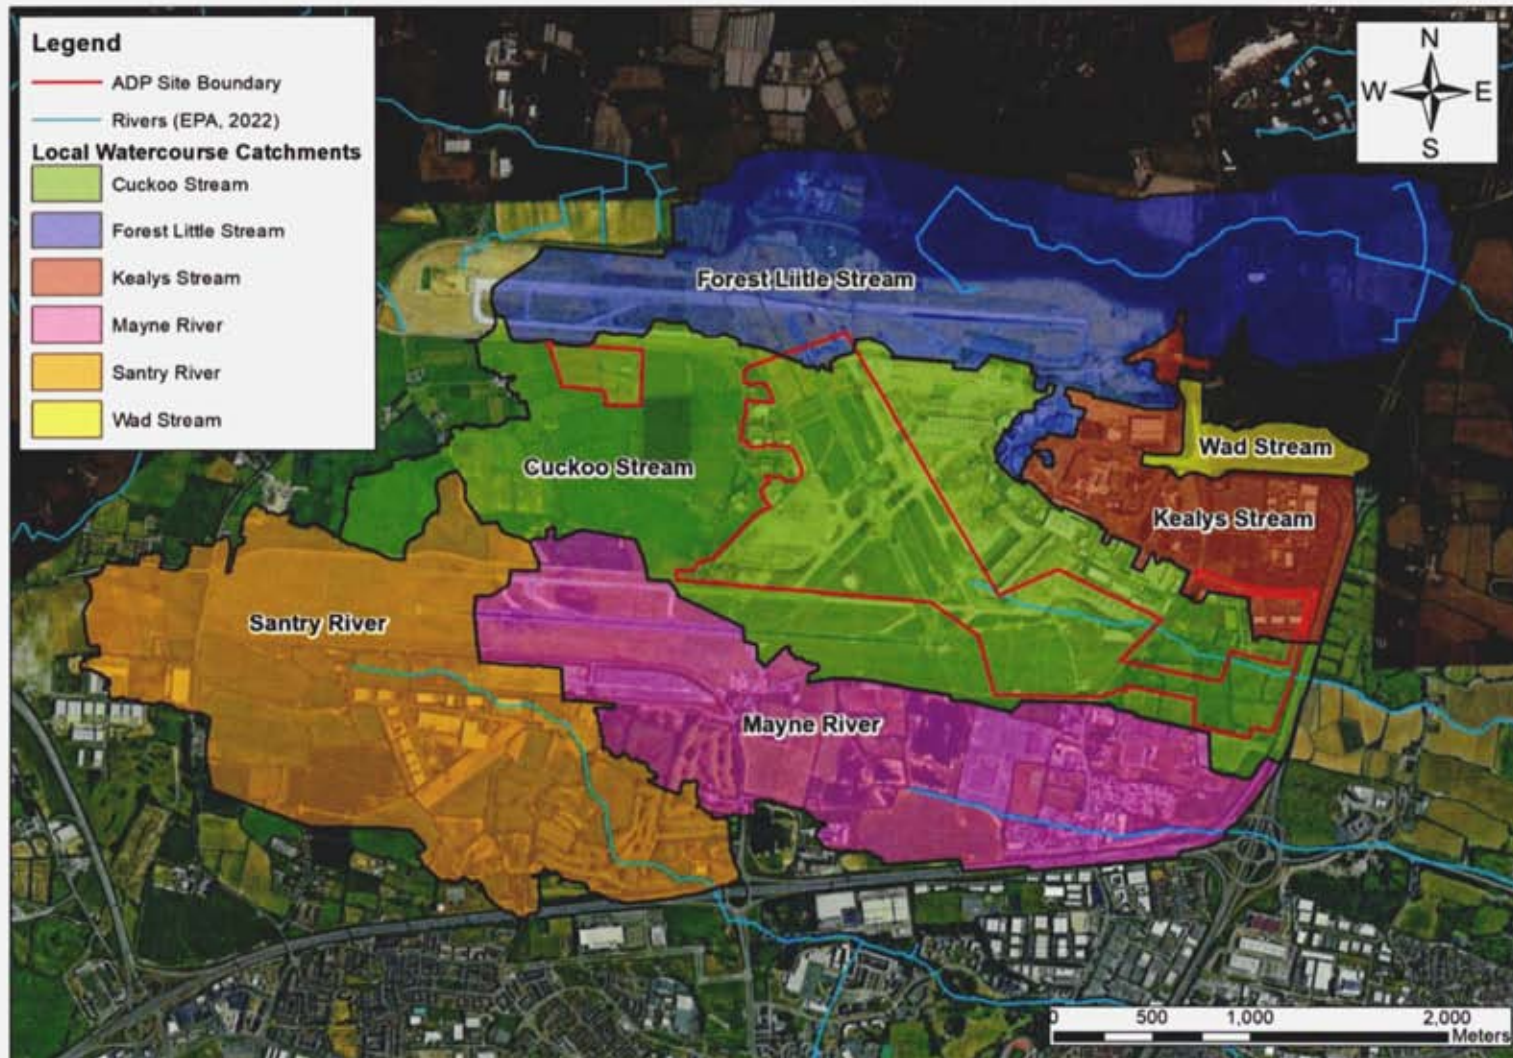 Legend
ADP Site Boundary
Rivers (EPA, 2022)
Local Watercourse Catchments
Cuckoo Stream
Forest Little Stream
Kealys Stream
Mayne River
Santry River
Wad Stream
N
W E
S
Forest Liitle Stream
Cuckoo Stream
Wad Stream
Kealys Stream
Santry River
Mayne River
0 500 1,000 2,000
Meters